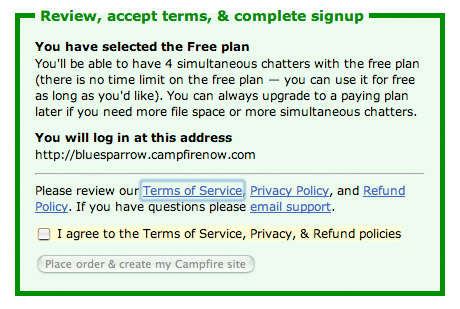 Review, accept terms, & complete signup
You have selected the Free plan
You'll be able to have 4 simultaneous chatters with the free plan
(there is no time limit on the free plan — you can use it for free
as long as you'd like). You can always upgrade to a paying plan
later if you need more file space or more simultaneous chatters.
You will log in at this address
http://bluesparrow.campfirenow.com
Please review our Terms of Service, Privacy Policy, and Refund
Policy. If you have questions please email support.
I agree to the Terms of Service, Privacy, & Refund policies
Place order & create my Campfire site